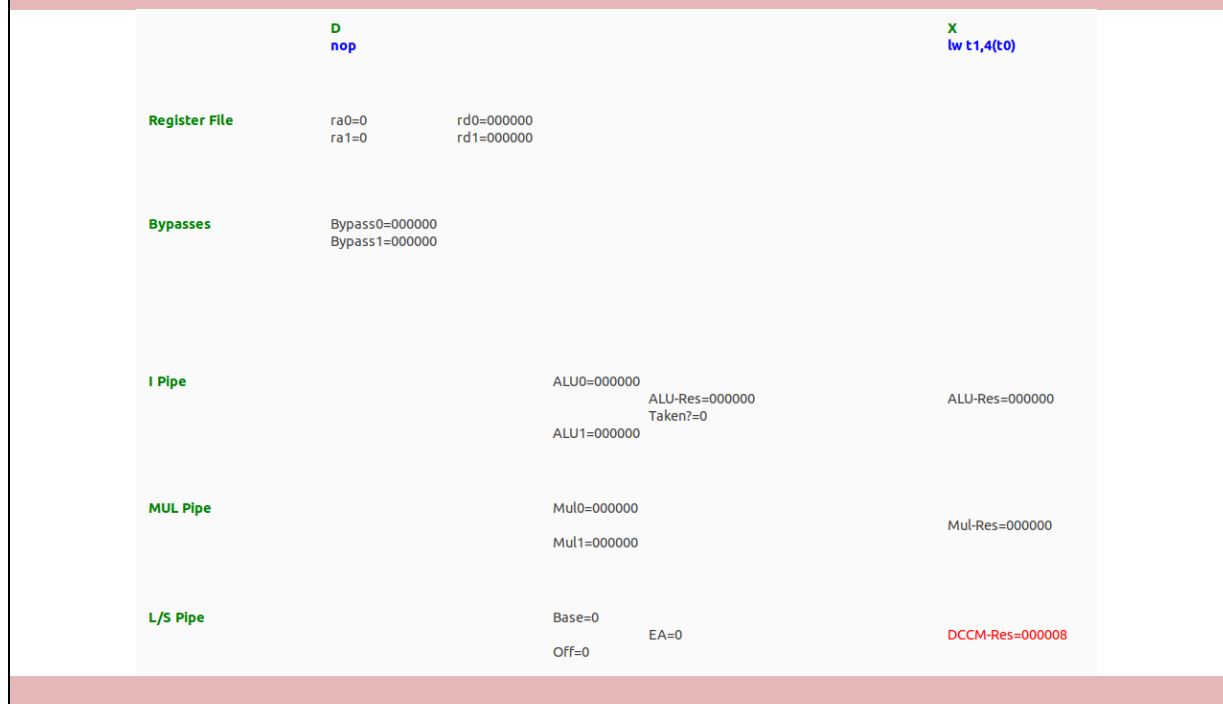 D X
nop lw t1,4(t0)
Register File ra0=0 rd0=000000
ra1=0 rd1=000000
Bypasses Bypass0=000000
Bypass1=000000
I Pipe ALU0=000000
ALU-Res=000000 ALU-Res=000000
Taken?=0
ALU1=000000
MUL Pipe Mul0=000000
Mul-Res=000000
Mul1=000000
L/S Pipe Base=0
EA=0 DCCM-Res=000008
Off=0